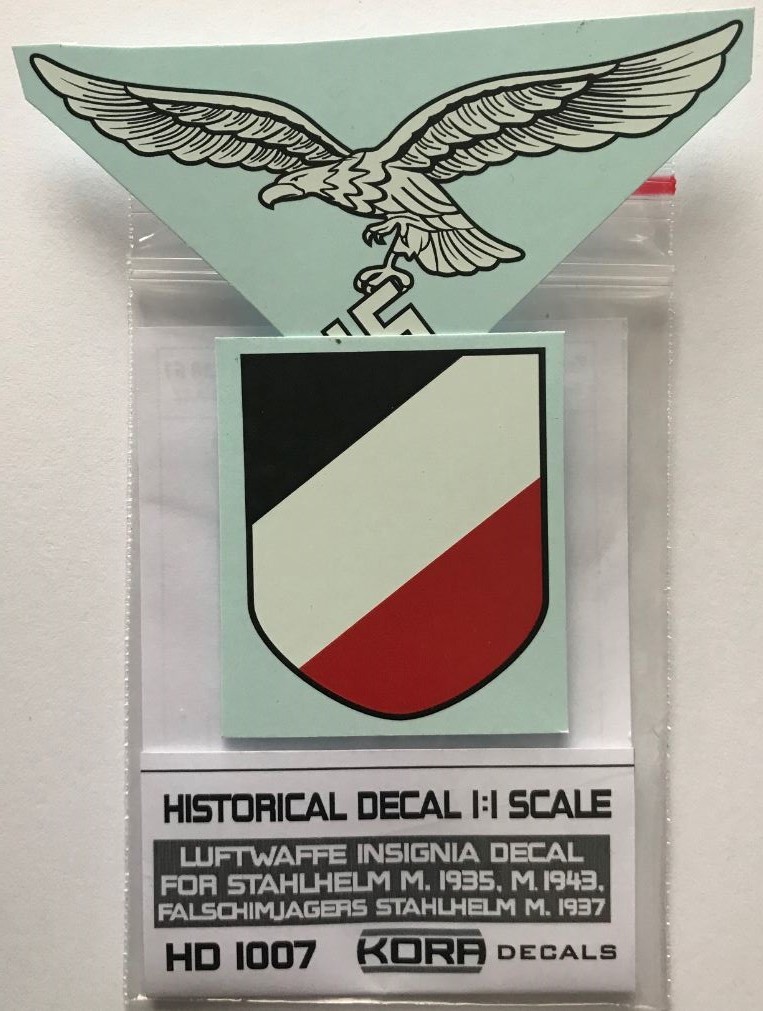 HISTORICAL DECAL 1:1 SCALE
LUFTWAFFE INSIGNIA DECAL
FOR STAHLHELM M. 1935, M.1943,
FALSCHIMJAGERS STAHLHELM M. 1937
HD 1007 KORA DECALS